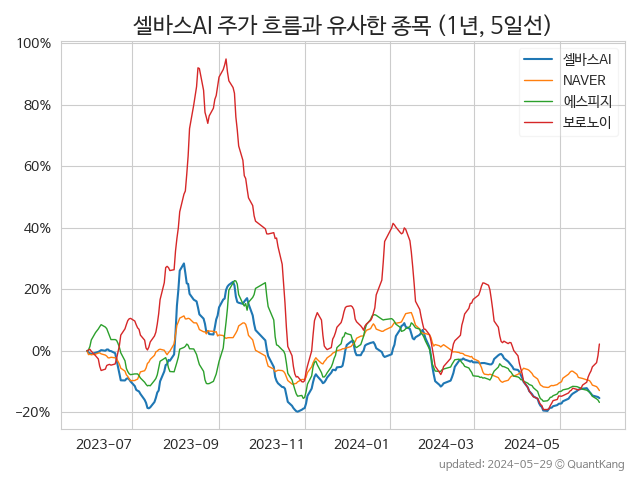 셀바스AI 주가 흐름과 유사한 종목 (1년, 5일선)
셀바스AI
NAVER
에스피지
보로노이
100%
80%
60%
40%
20%
0%
−20%
2023-07
2023-09
2023-11
2024-01
2024-03
2024-05
updated: 2024-05-29 © QuantKang